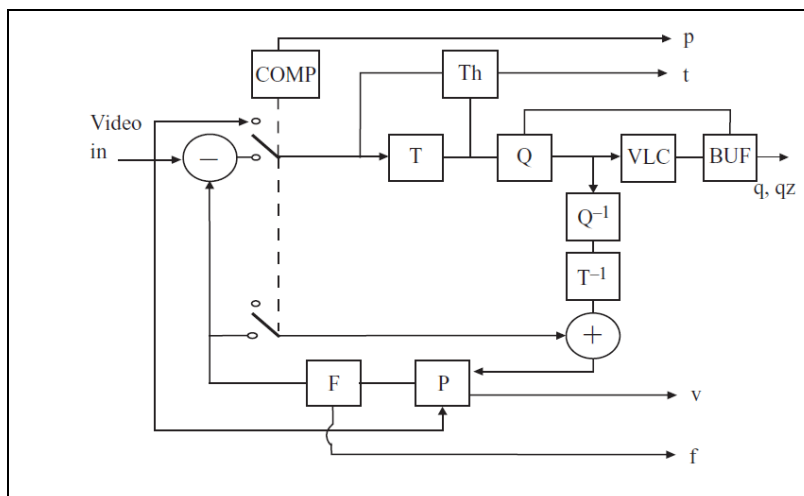 p
COMP
Th
t
Video
in
−
T
Q
VLC
BUF
q, qz
Q⁻¹
T⁻¹
+
F
P
v
f